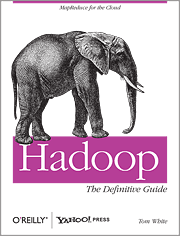 MapReduce for the Cloud
Hadoop
The Definitive Guide
O'REILLY® YAHOO! PRESS
Tom White